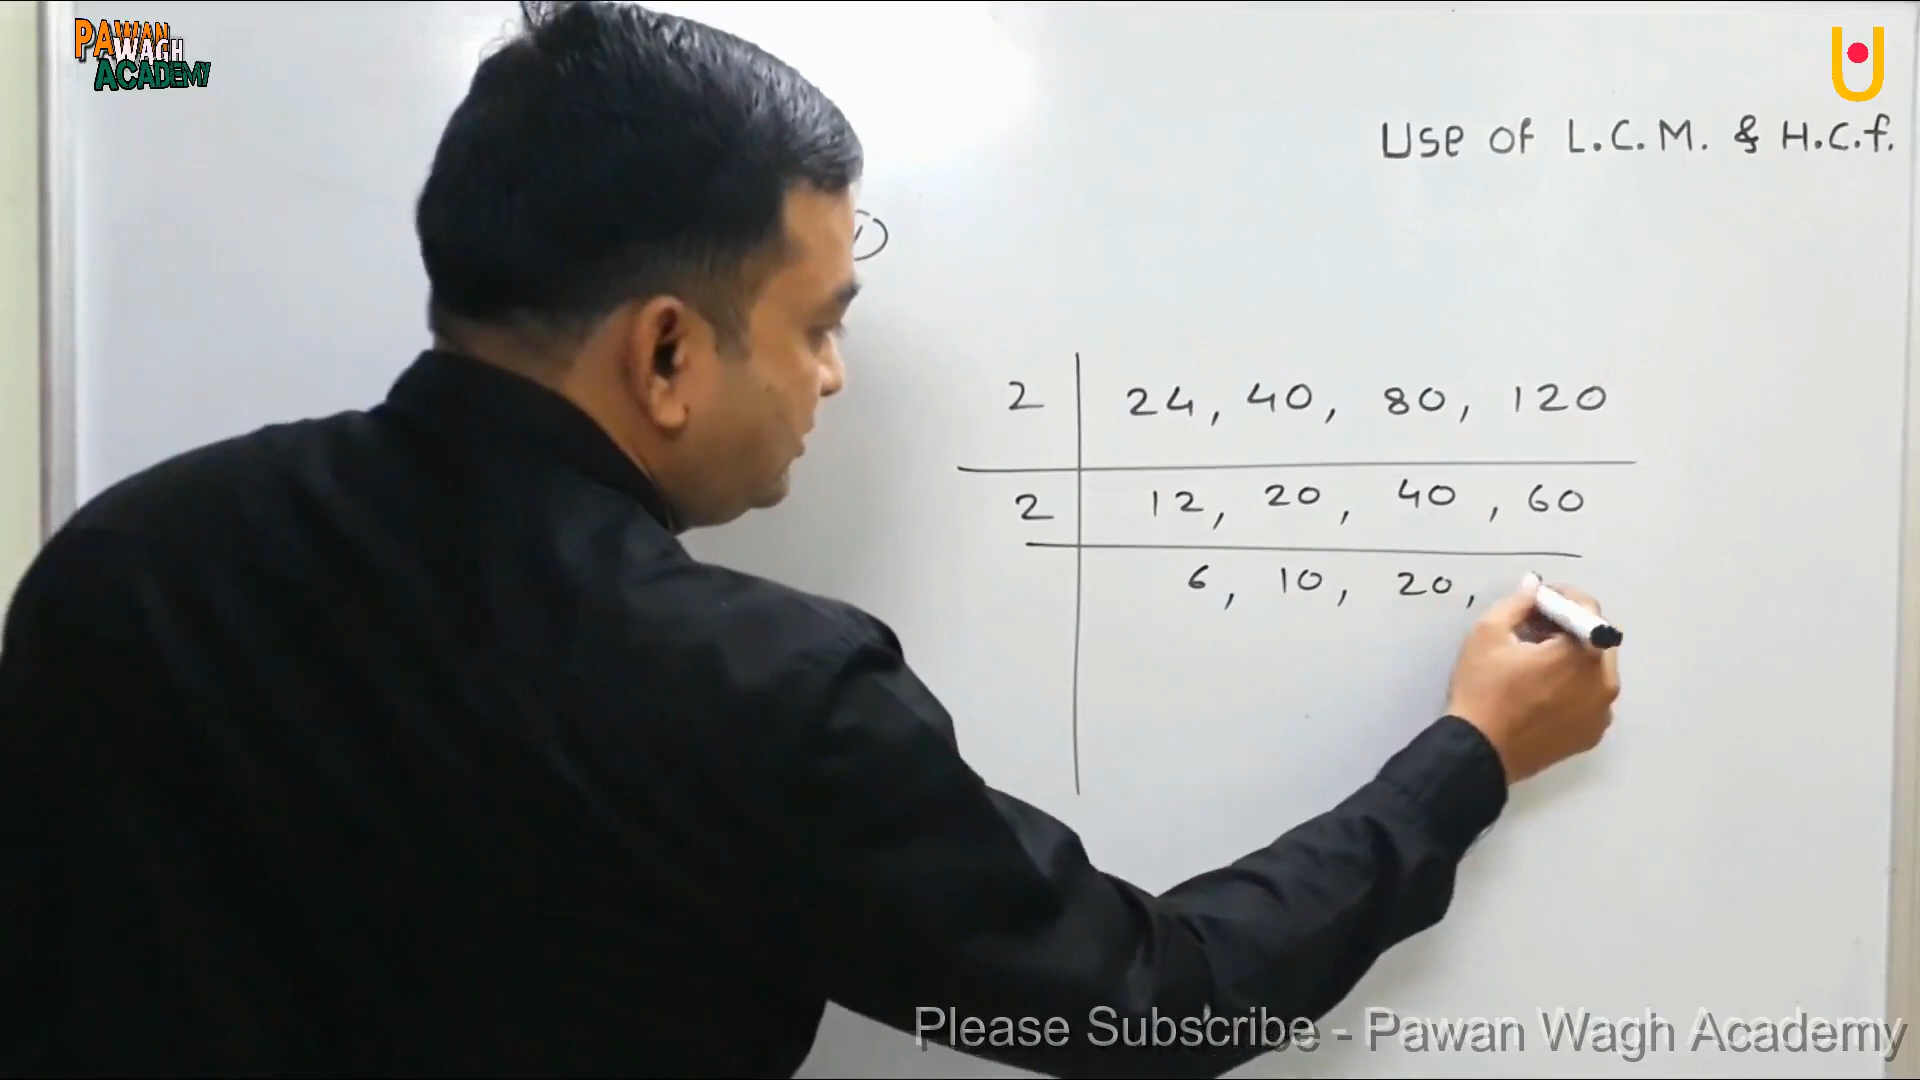 PAWAN
WAGH
ACADEMY
Use of L.C.M. & H.C.f.
2 24, 40, 80, 120
2 12, 20, 40, 60
6, 10, 20,
Please Subscribe - Pawan Wagh Academy